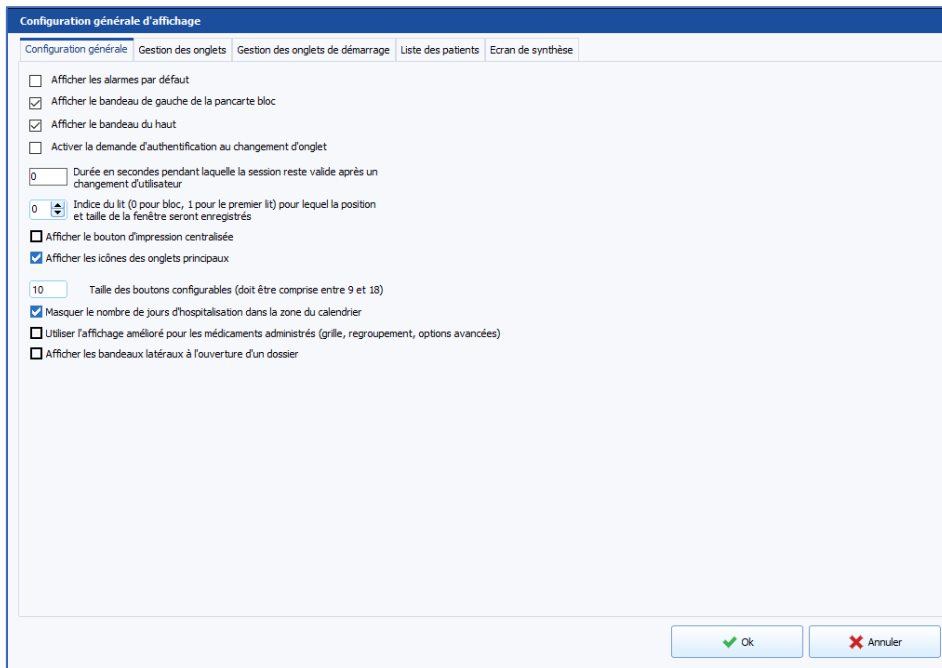 Configuration générale d'affichage
Configuration générale Gestion des onglets Gestion des onglets de démarrage Liste des patients Ecran de synthèse
Afficher les alarmes par défaut
Afficher le bandeau de gauche de la pancarte bloc
Afficher le bandeau du haut
Activer la demande d'authentification au changement d'onglet
0 Durée en secondes pendant laquelle la session reste valide après un
changement d'utilisateur
0 Indice du lit (0 pour bloc, 1 pour le premier lit) pour lequel la position
et taille de la fenêtre seront enregistrés
Afficher le bouton d'impression centralisée
Afficher les icônes des onglets principaux
10 Taille des boutons configurables (doit être comprise entre 9 et 18)
Masquer le nombre de jours d'hospitalisation dans la zone du calendrier
Utiliser l'affichage amélioré pour les médicaments administrés (grille, regroupement, options avancées)
Afficher les bandeaux latéraux à l'ouverture d'un dossier
Ok Annuler